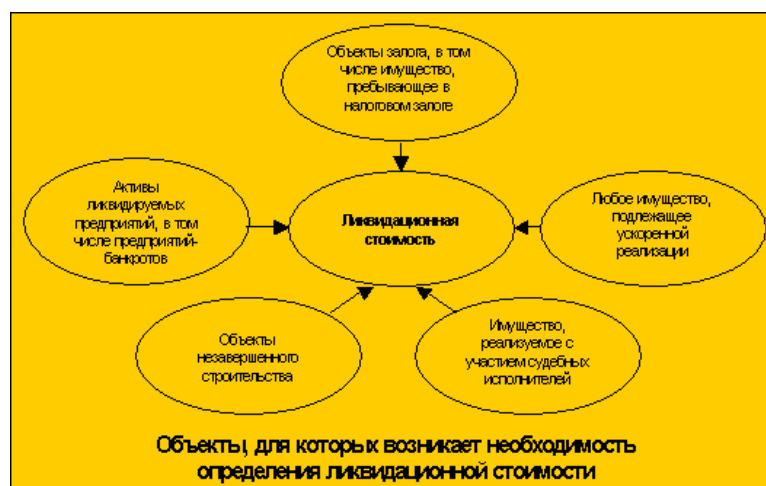 Объекты залога, в том
числе имущество,
пребывающее в
налоговом залоге
Активы
ликвидируемых
предприятий, в том
числе предприятий-
банкротов
Ликвидационная
стоимость
Любое имущество,
подлежащее
ускоренной
реализации
Объекты
незавершенного
строительства
Имущество,
реализуемое с
участием судебных
исполнителей
Объекты, для которых возникает необходимость
определения ликвидационной стоимости